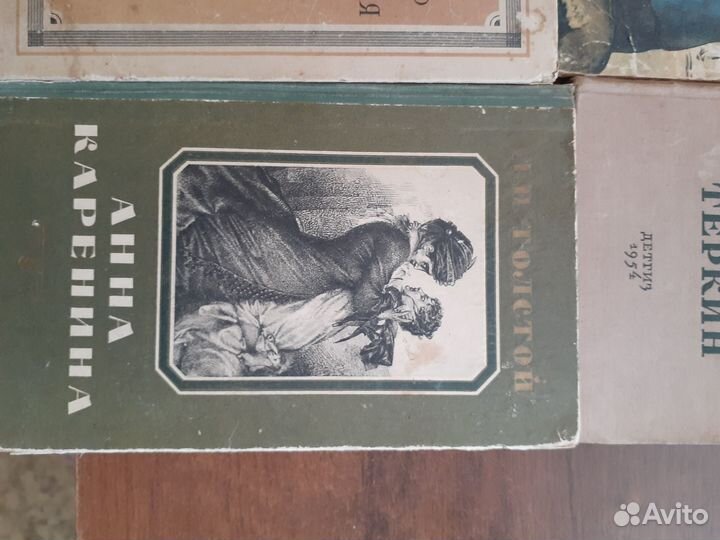 Л.Н. ТОЛСТОЙ
АННА
КАРЕНИНА
ТЕРКИН
ДЕТГИЗ
1954
Я
Avito